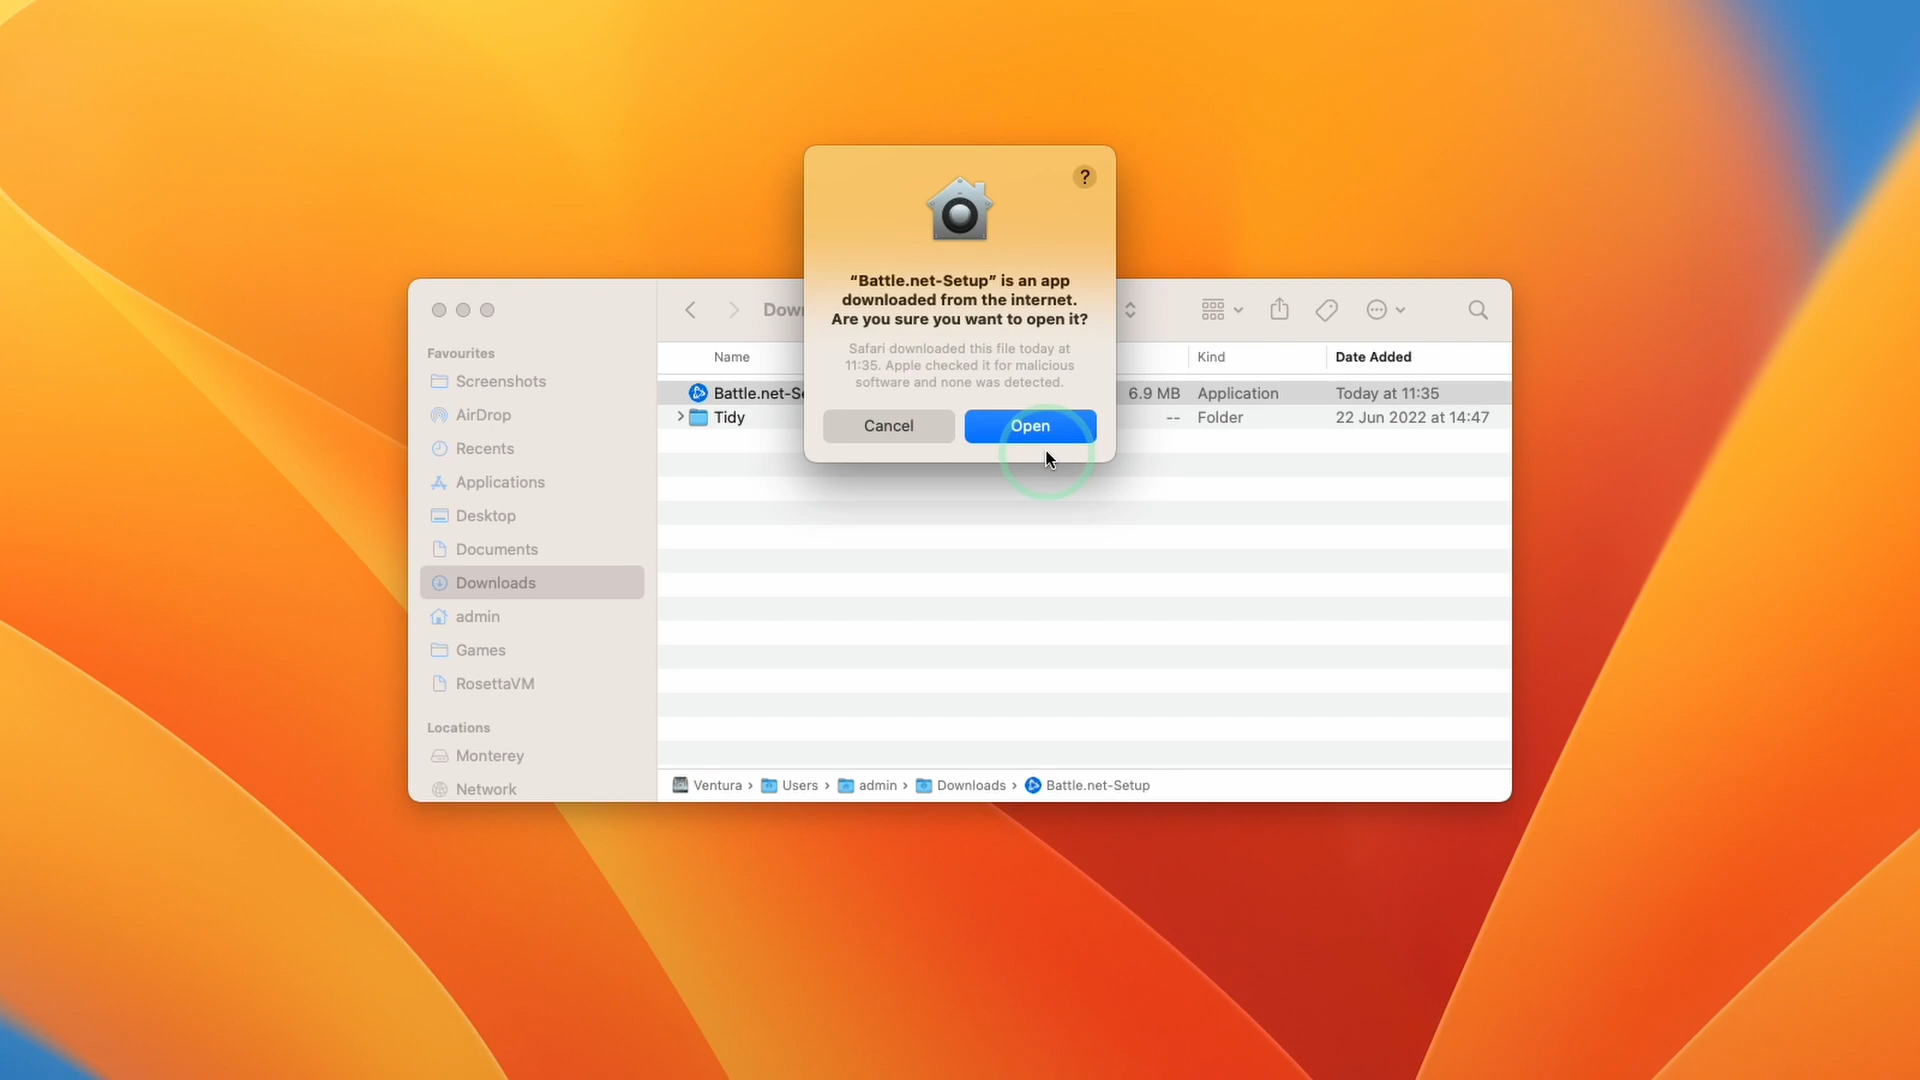 ?
“Battle.net-Setup” is an app
downloaded from the internet.
Are you sure you want to open it?
Safari downloaded this file today at
11:35. Apple checked it for malicious
software and none was detected.
Cancel
Open
Favourites
Screenshots
AirDrop
Recents
Applications
Desktop
Documents
Downloads
admin
Games
RosettaVM
Locations
Monterey
Network
Dow
Name
Kind
Date Added
Battle.net-Se
6.9 MB
Application
Today at 11:35
Tidy
--
Folder
22 Jun 2022 at 14:47
Ventura › Users › admin › Downloads › Battle.net-Setup